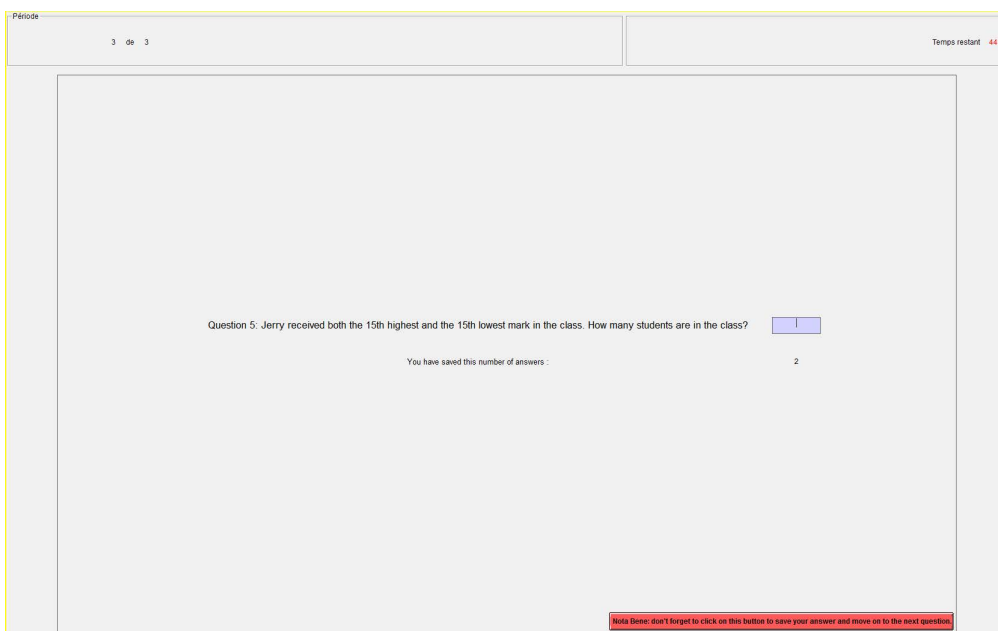 Période
3 de 3
Temps restant 44
Question 5: Jerry received both the 15th highest and the 15th lowest mark in the class. How many students are in the class?
You have saved this number of answers : 2
Nota Bene: don't forget to click on this button to save your answer and move on to the next question.